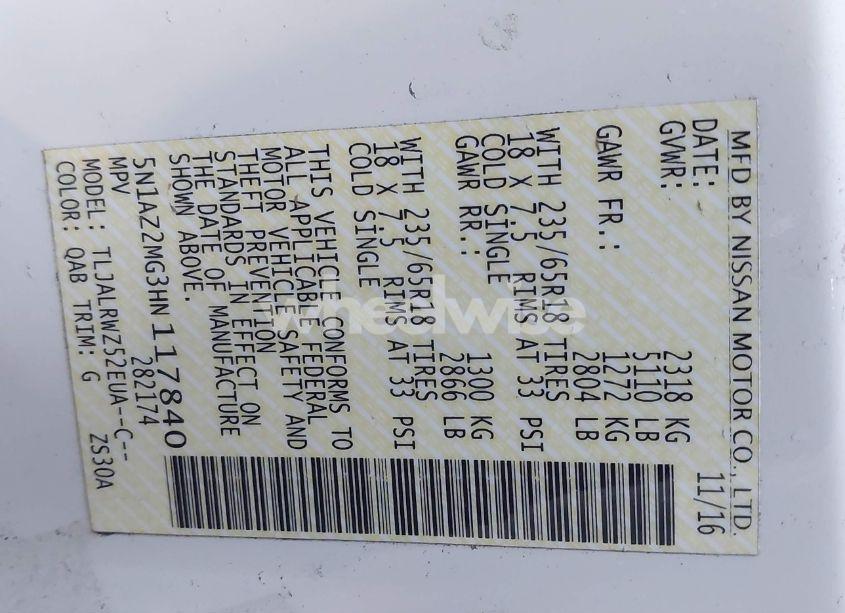 MFD BY NISSAN MOTOR CO., LTD.
DATE: 11/16
GVWR: 2318 KG
5110 LB
GAWR FR.: 1272 KG
2804 LB
WITH 235/65R18 TIRES
18 X 7.5 RIMS AT 33 PSI
COLD SINGLE
GAWR RR.: 1300 KG
2866 LB
WITH 235/65R18 TIRES
18 X 7.5 RIMS AT 33 PSI
COLD SINGLE
THIS VEHICLE CONFORMS TO
ALL APPLICABLE FEDERAL
MOTOR VEHICLE SAFETY AND
THEFT PREVENTION
STANDARDS IN EFFECT ON
THE DATE OF MANUFACTURE
SHOWN ABOVE.
5N1AZ2MG3HN117840
MPV 282174
MODEL: TLJALRWZ52EUA--C--
COLOR: QAB TRIM: G ZS30A
wheelwise